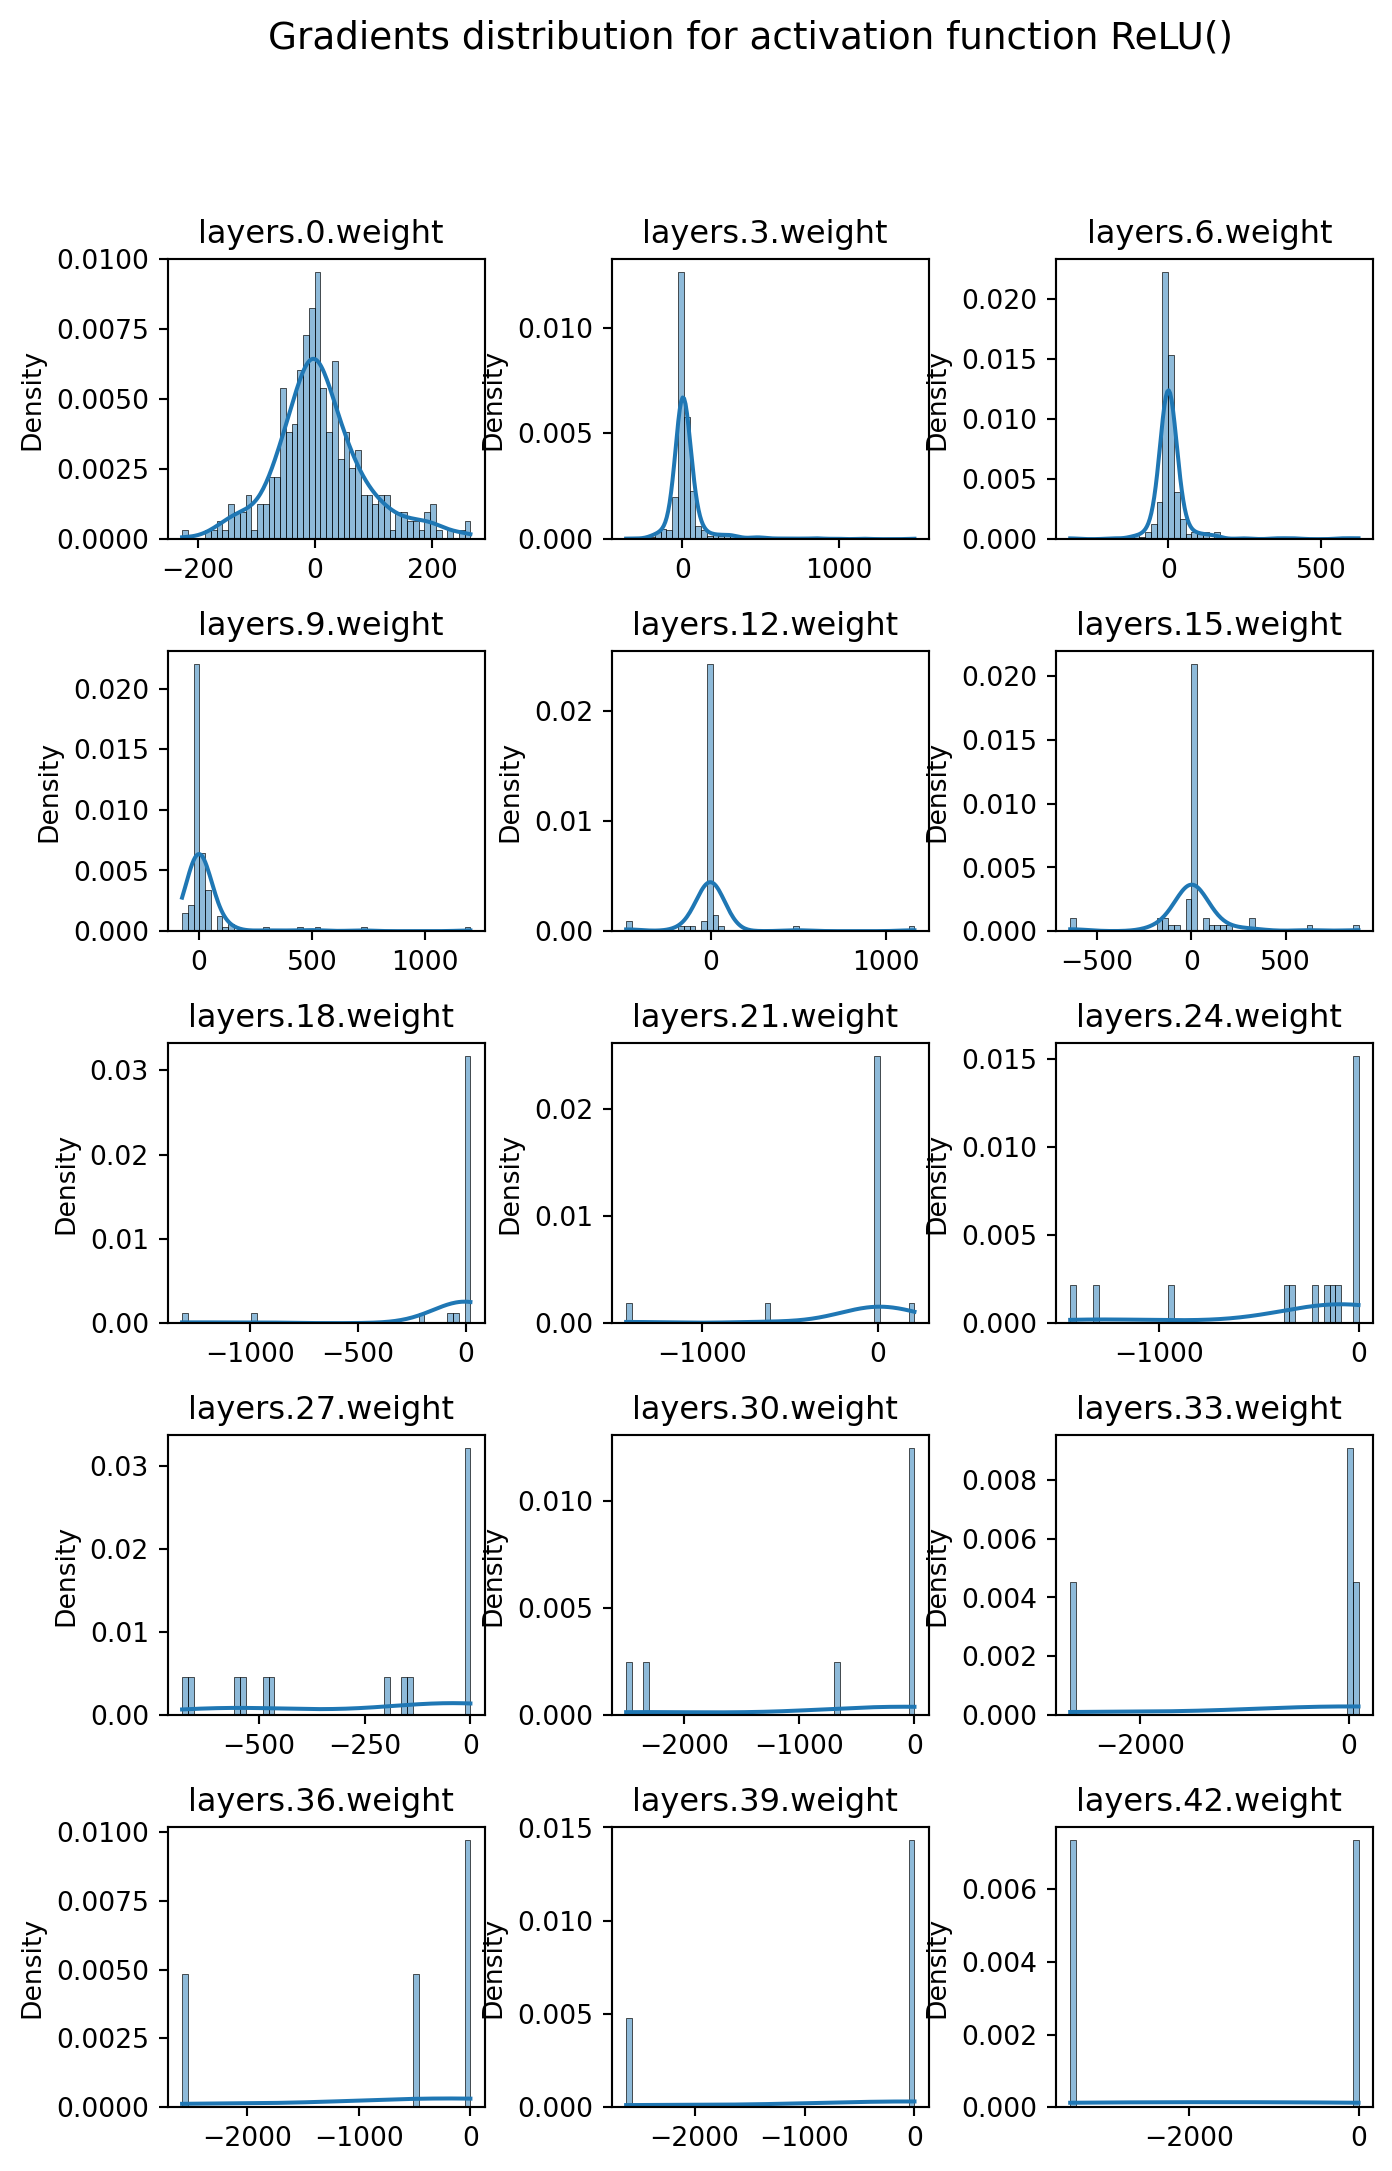 Gradients distribution for activation function ReLU()
layers.0.weight
0.0100
0.0075
0.0050
0.0025
0.0000
Density
−200 0 200
layers.3.weight
0.010
0.005
0.000
Density
0 1000
layers.6.weight
0.020
0.015
0.010
0.005
0.000
Density
0 500
layers.9.weight
0.020
0.015
0.010
0.005
0.000
Density
0 500 1000
layers.12.weight
0.02
0.01
0.00
Density
0 1000
layers.15.weight
0.020
0.015
0.010
0.005
0.000
Density
−500 0 500
layers.18.weight
0.03
0.02
0.01
0.00
Density
−1000 −500 0
layers.21.weight
0.02
0.01
0.00
Density
−1000 0
layers.24.weight
0.015
0.010
0.005
0.000
Density
−1000 0
layers.27.weight
0.03
0.02
0.01
0.00
Density
−500 −250 0
layers.30.weight
0.010
0.005
0.000
Density
−2000 −1000 0
layers.33.weight
0.008
0.006
0.004
0.002
0.000
Density
−2000 0
layers.36.weight
0.0100
0.0075
0.0050
0.0025
0.0000
Density
−2000 −1000 0
layers.39.weight
0.015
0.010
0.005
0.000
Density
−2000 −1000 0
layers.42.weight
0.006
0.004
0.002
0.000
Density
−2000 0